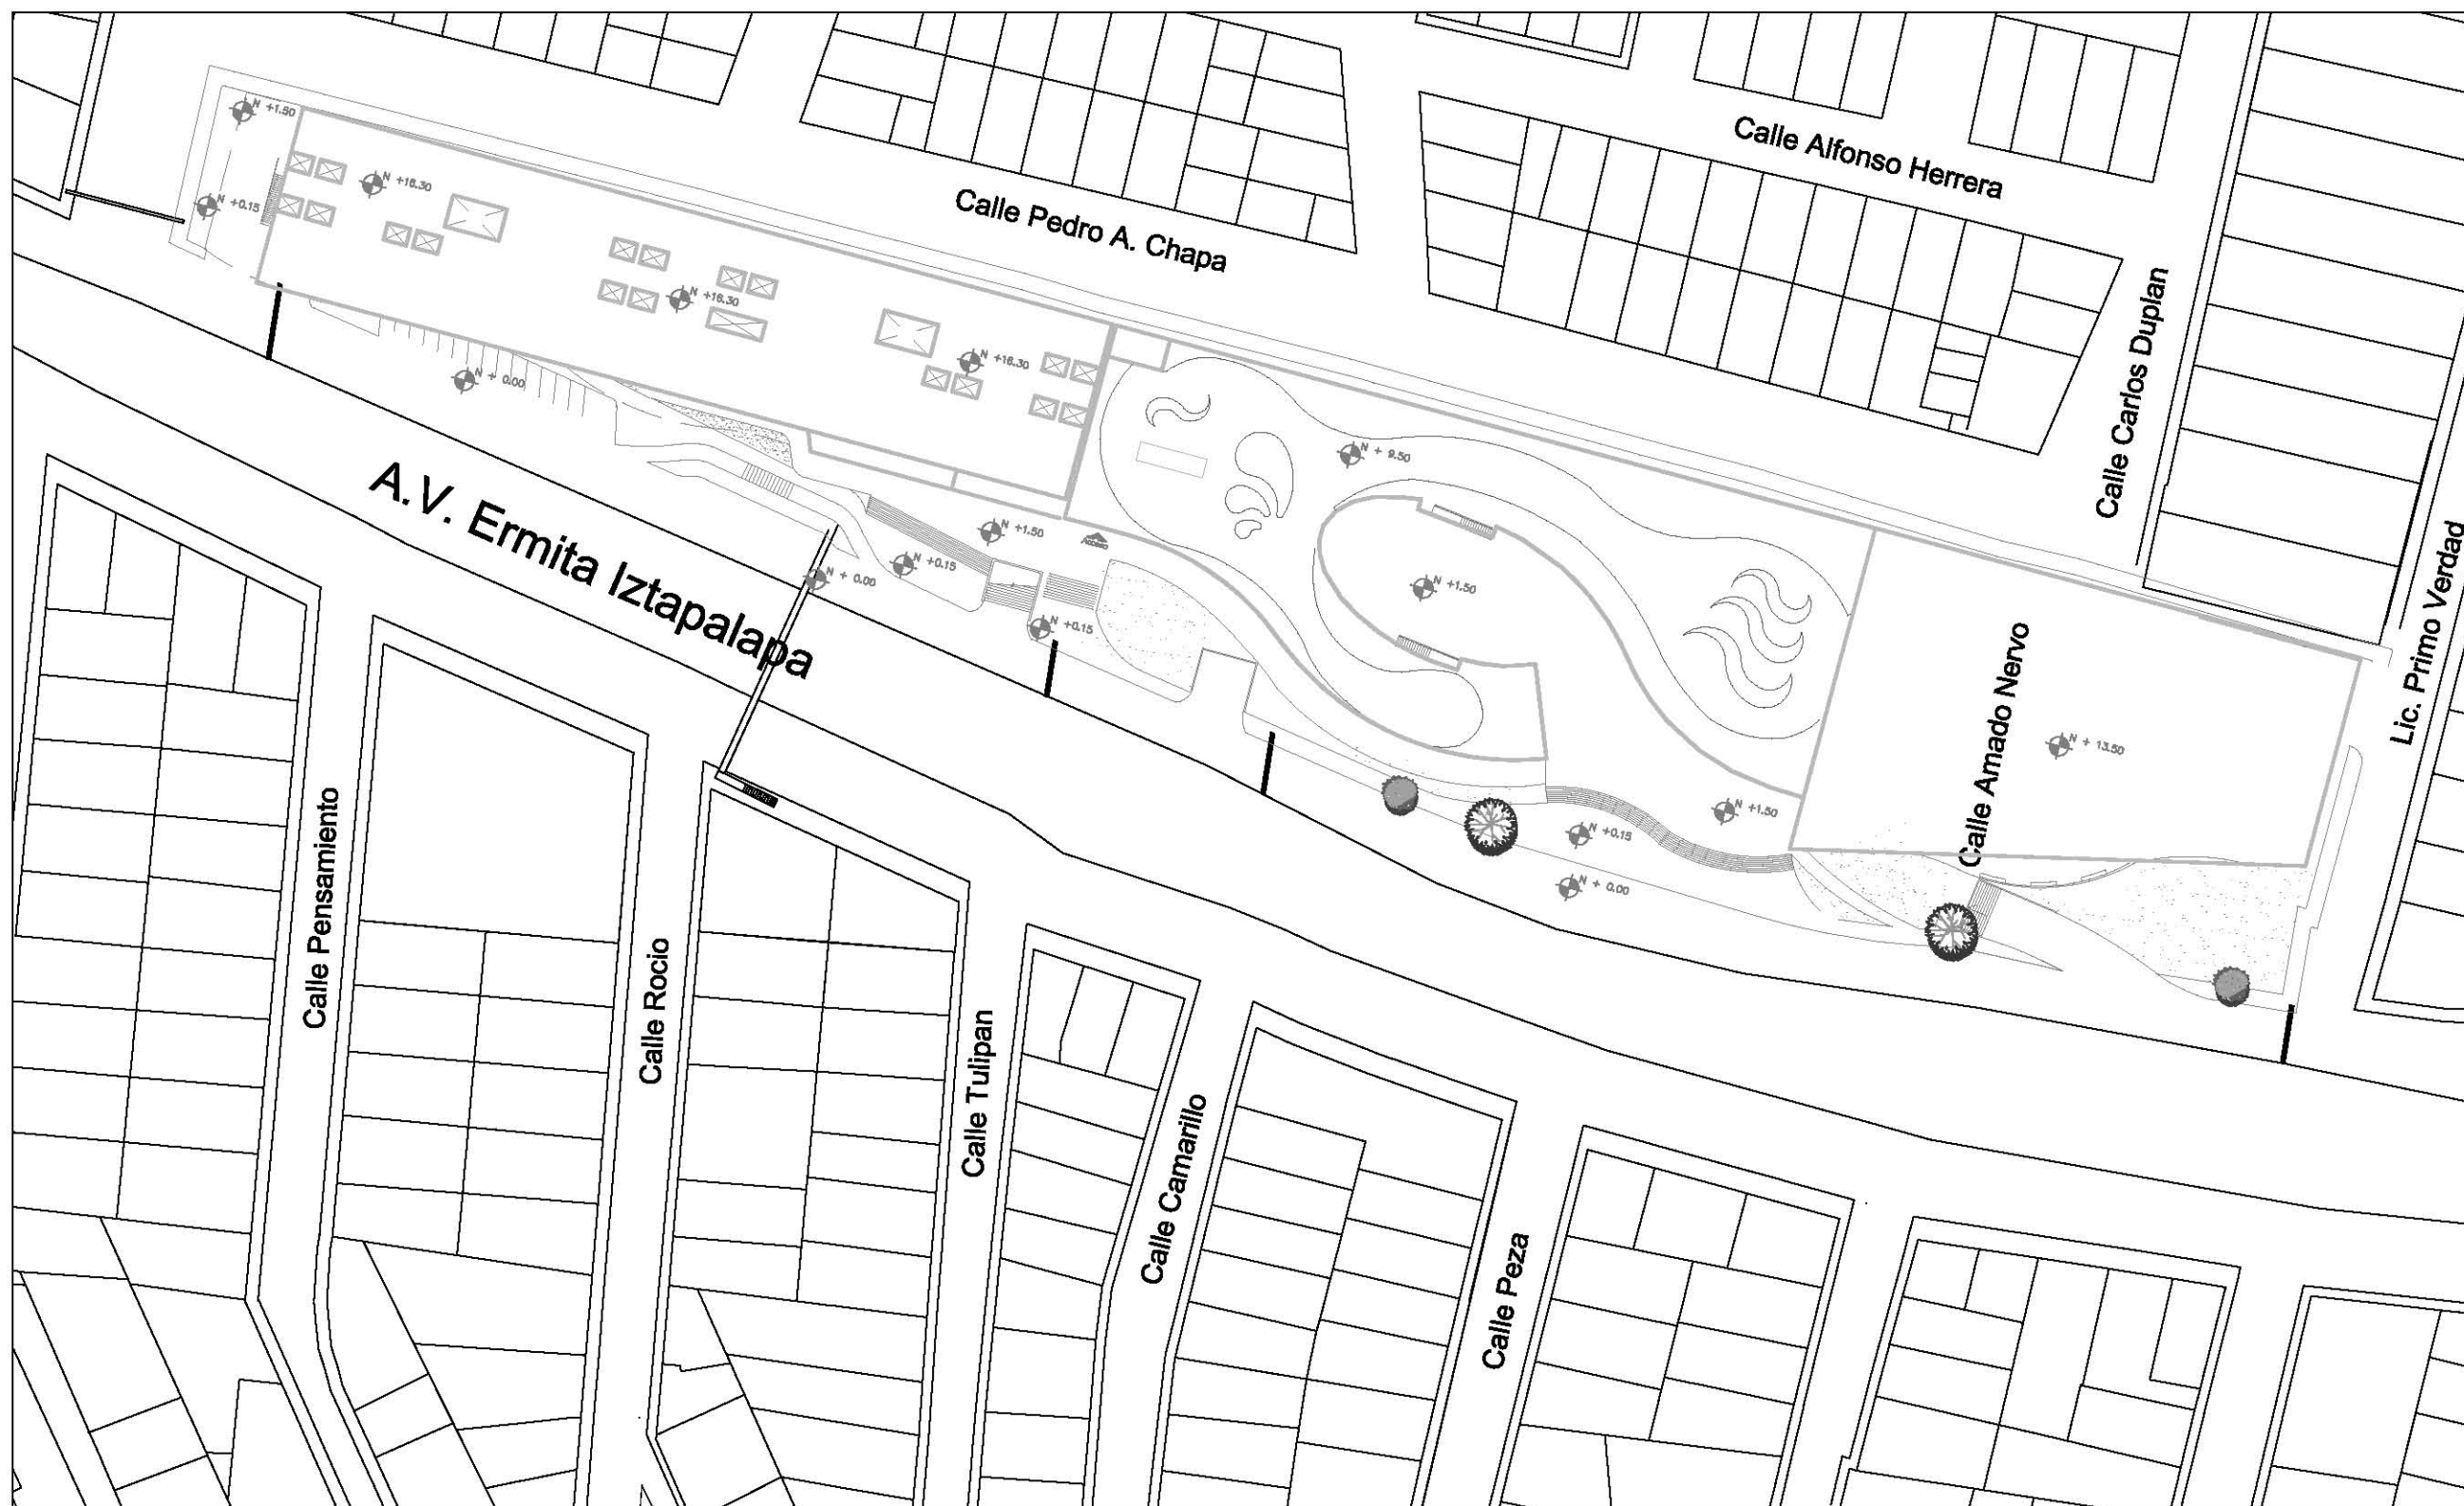 N +1.50
Calle Alfonso Herrera
N +16.30
N +0.15
Calle Pedro A. Chapa
Calle Carlos Duplan
N +16.30
N +16.30
N + 0.00
N + 9.50
A.V. Ermita Iztapalapa
N +1.50
Acceso
N +0.15
N + 0.00
N +1.50
N +0.15
Lic. Primo Verdad
Calle Amado Nervo
N + 13.50
N +1.50
N +0.15
N + 0.00
Calle Pensamiento
Calle Rocio
Calle Tulipan
Calle Camarillo
Calle Peza